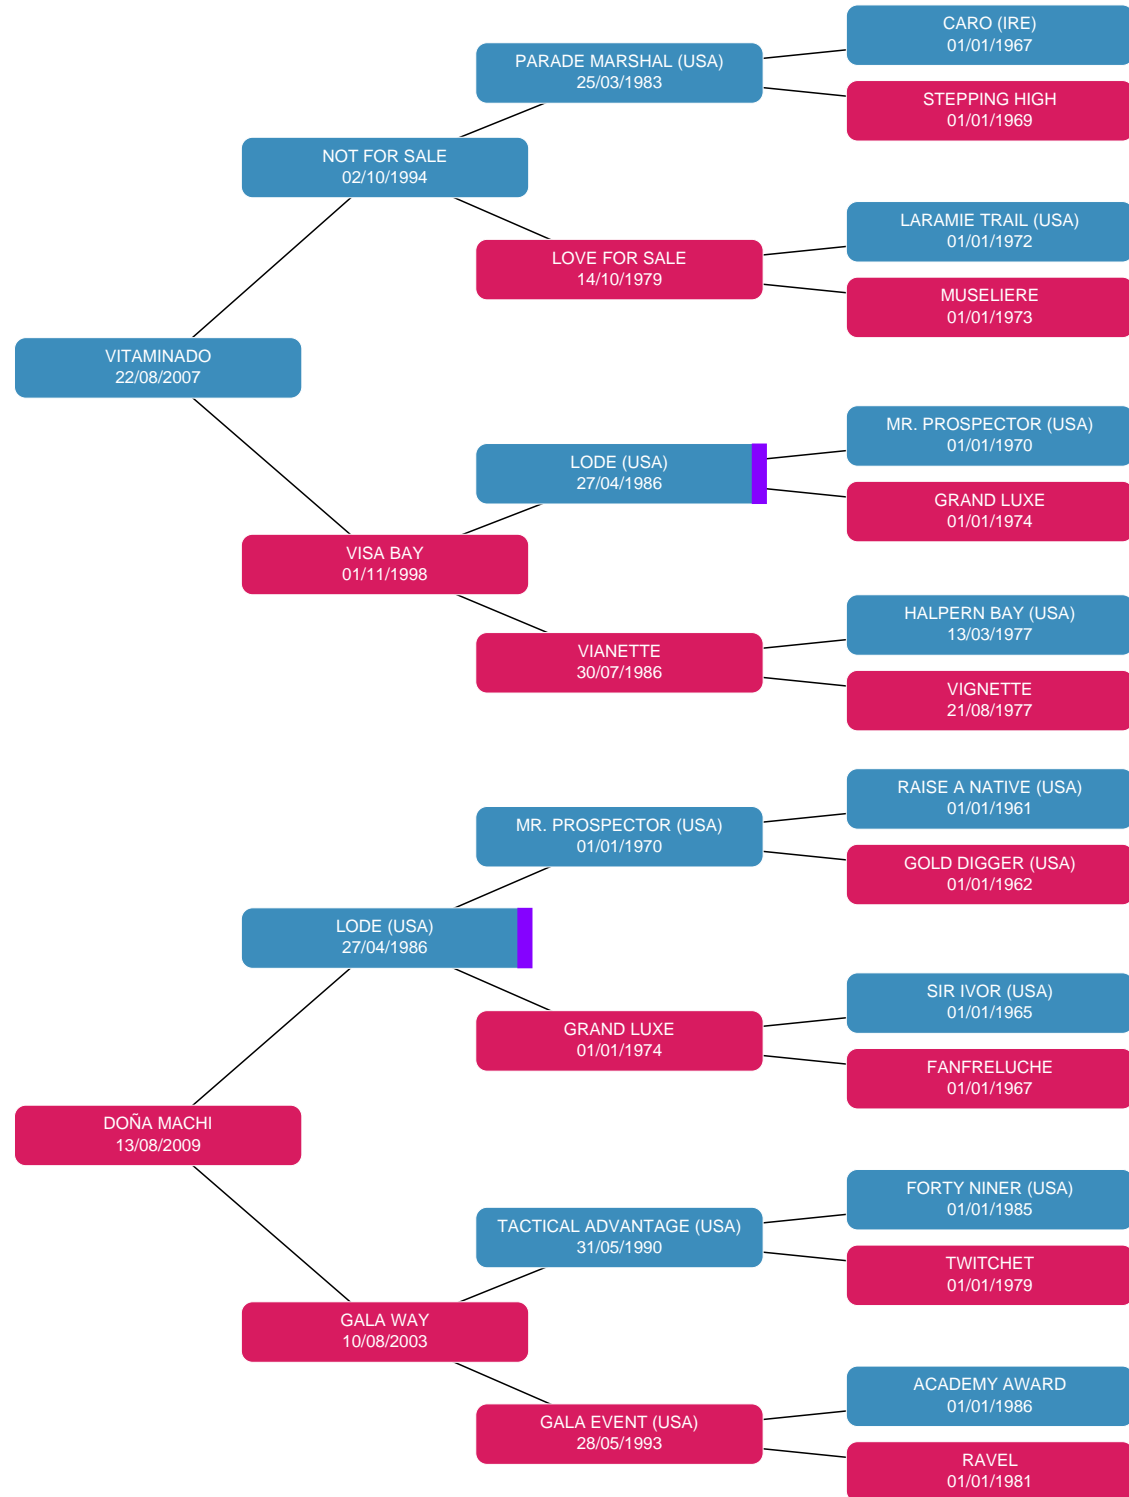 CARO (IRE)
01/01/1967
PARADE MARSHAL (USA)
25/03/1983
STEPPING HIGH
01/01/1969
NOT FOR SALE
02/10/1994
LARAMIE TRAIL (USA)
01/01/1972
LOVE FOR SALE
14/10/1979
MUSELIERE
01/01/1973
VITAMINADO
22/08/2007
MR. PROSPECTOR (USA)
01/01/1970
LODE (USA)
27/04/1986
GRAND LUXE
01/01/1974
VISA BAY
01/11/1998
HALPERN BAY (USA)
13/03/1977
VIANETTE
30/07/1986
VIGNETTE
21/08/1977
RAISE A NATIVE (USA)
01/01/1961
MR. PROSPECTOR (USA)
01/01/1970
GOLD DIGGER (USA)
01/01/1962
LODE (USA)
27/04/1986
SIR IVOR (USA)
01/01/1965
GRAND LUXE
01/01/1974
FANFRELUCHE
01/01/1967
DOÑA MACHI
13/08/2009
FORTY NINER (USA)
01/01/1985
TACTICAL ADVANTAGE (USA)
31/05/1990
TWITCHET
01/01/1979
GALA WAY
10/08/2003
ACADEMY AWARD
01/01/1986
GALA EVENT (USA)
28/05/1993
RAVEL
01/01/1981